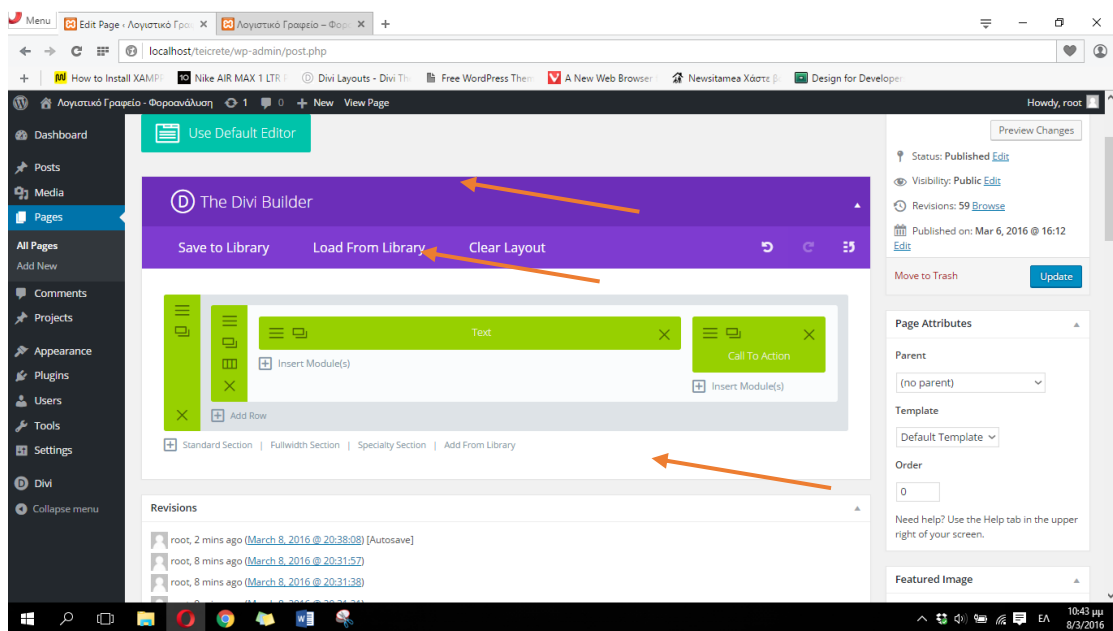 Menu
Edit Page ‹ Λογιστικό Γρα
Λογιστικό Γραφείο – Φορο
localhost/teicrete/wp-admin/post.php
How to Install XAMPP
Nike AIR MAX 1 LTR
Divi Layouts - Divi Th
Free WordPress Them
A New Web Browser
Newsitamea Χάστε β
Design for Develope
Λογιστικό Γραφείο - Φοροανάλυση
1
0
New
View Page
Howdy, root
Dashboard
Posts
Media
Pages
All Pages
Add New
Comments
Projects
Appearance
Plugins
Users
Tools
Settings
Divi
Collapse menu
Use Default Editor
The Divi Builder
Save to Library
Load From Library
Clear Layout
Text
Call To Action
Insert Module(s)
Insert Module(s)
Add Row
Standard Section | Fullwidth Section | Specialty Section | Add From Library
Revisions
root, 2 mins ago (March 8, 2016 @ 20:38:08) [Autosave]
root, 8 mins ago (March 8, 2016 @ 20:31:57)
root, 8 mins ago (March 8, 2016 @ 20:31:38)
Preview Changes
Status: Published Edit
Visibility: Public Edit
Revisions: 59 Browse
Published on: Mar 6, 2016 @ 16:12
Edit
Move to Trash
Update
Page Attributes
Parent
(no parent)
Template
Default Template
Order
0
Need help? Use the Help tab in the upper
right of your screen.
Featured Image
ΕΛ
10:43 μμ
8/3/2016